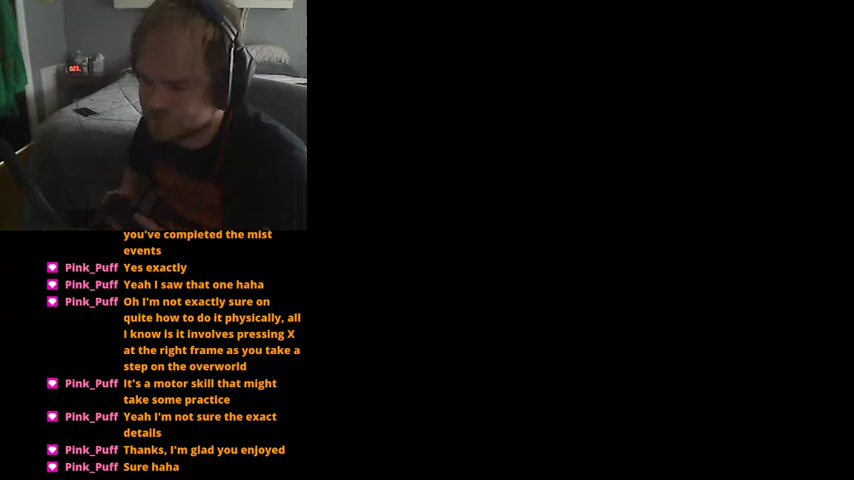 you've completed the mist
events
Pink_Puff Yes exactly
Pink_Puff Yeah I saw that one haha
Pink_Puff Oh I'm not exactly sure on
quite how to do it physically, all
I know is it involves pressing X
at the right frame as you take a
step on the overworld
Pink_Puff It's a motor skill that might
take some practice
Pink_Puff Yeah I'm not sure the exact
details
Pink_Puff Thanks, I'm glad you enjoyed
Pink_Puff Sure haha